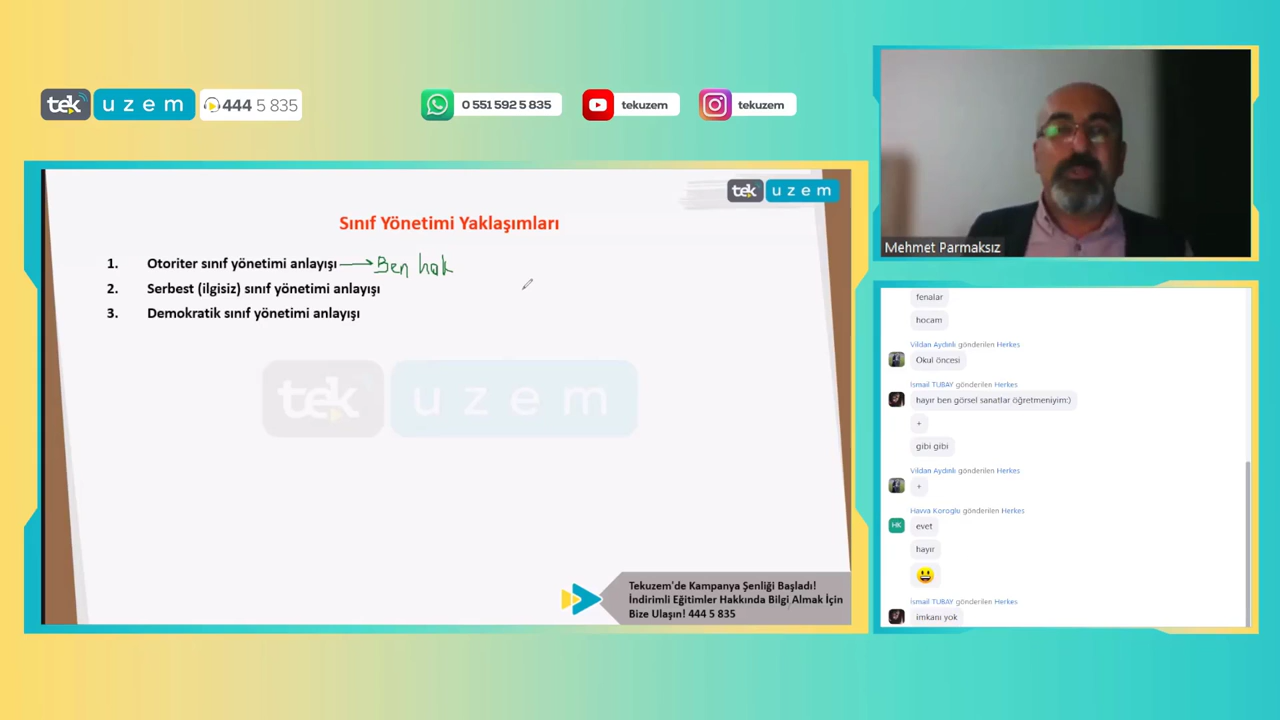 tek uzem 444 5 835
0 551 592 5 835
tekuzem
tekuzem
tek uzem
Sınıf Yönetimi Yaklaşımları
1. Otoriter sınıf yönetimi anlayışı → Ben hak
2. Serbest (ilgisiz) sınıf yönetimi anlayışı
3. Demokratik sınıf yönetimi anlayışı
tek uzem
Tekuzem'de Kampanya Şenliği Başladı!
İndirimli Eğitimler Hakkında Bilgi Almak İçin
Bize Ulaşın! 444 5 835
Mehmet Parmaksız
fenalar
hocam
Vildan Aydınlı gönderilen Herkes
Okul öncesi
İsmail TUBAY gönderilen Herkes
hayır ben görsel sanatlar öğretmeniyim:)
+
gibi gibi
Vildan Aydınlı gönderilen Herkes
+
Havva Koroglu gönderilen Herkes
HK evet
hayır
İsmail TUBAY gönderilen Herkes
imkanı yok